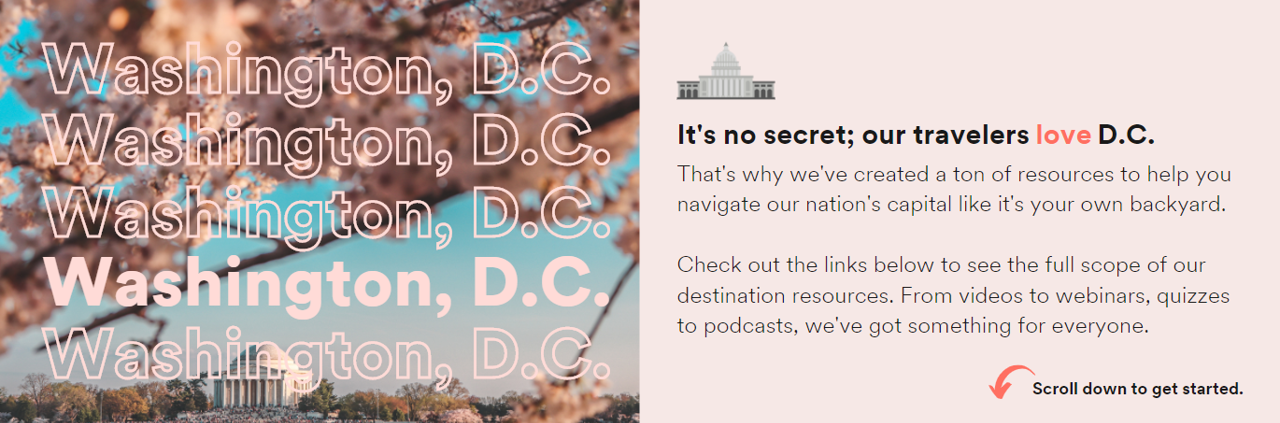 Washington, D.C.
Washington, D.C.
Washington, D.C.
Washington, D.C.
Washington, D.C.
It's no secret; our travelers love D.C.
That's why we've created a ton of resources to help you
navigate our nation's capital like it's your own backyard.
Check out the links below to see the full scope of our
destination resources. From videos to webinars, quizzes
to podcasts, we've got something for everyone.
Scroll down to get started.